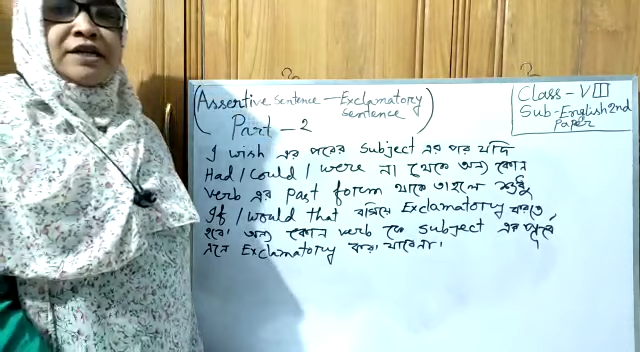 (Assertive Sentence - Exclamatory Sentence)
Part - 2
Class - VIII
Sub - English 2nd Paper
I wish এর পরের subject এর পর যদি
Had / Could / were না থেকে অন্য কোন
verb এর past form থাকে তাহলে শুধু
If / would that বসিয়ে Exclamatory করতে
হবে। অন্য কোন verb কে subject এর পূর্বে
এনে Exclamatory করা যাবেনা।